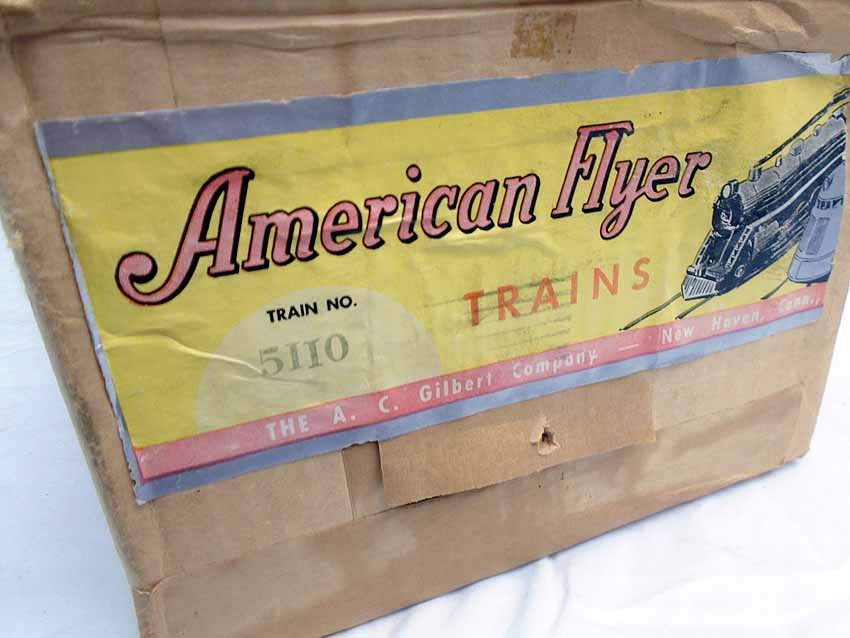 American Flyer
TRAINS
TRAIN NO.
5110
THE A. C. Gilbert Company — New Haven, Conn.,